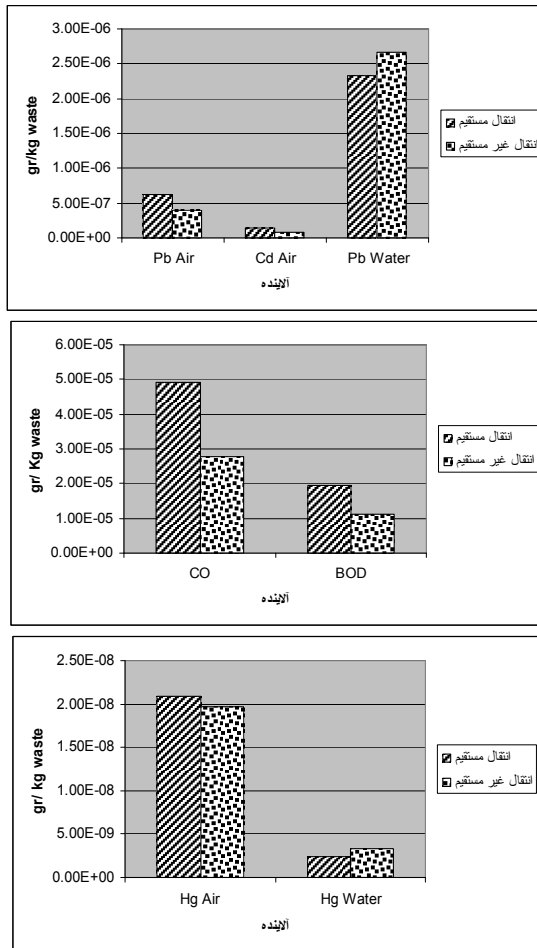 3.00E-06
2.50E-06
2.00E-06
1.50E-06
1.00E-06
5.00E-07
0.00E+00
gr/kg waste
Pb Air Cd Air Pb Water
آلاینده
انتقال مستقیم
انتقال غیر مستقیم
6.00E-05
5.00E-05
4.00E-05
3.00E-05
2.00E-05
1.00E-05
0.00E+00
gr/ Kg waste
CO BOD
آلاینده
انتقال مستقیم
انتقال غیر مستقیم
2.50E-08
2.00E-08
1.50E-08
1.00E-08
5.00E-09
0.00E+00
gr/ kg waste
Hg Air Hg Water
آلاینده
انتقال مستقیم
انتقال غیر مستقیم